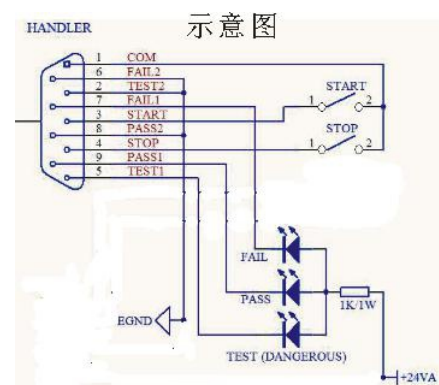 示意图
HANDLER
1 COM
6 FAIL2
2 TEST2
7 FAIL1
3 START
8 PASS2
4 STOP
9 PASS1
5 TEST1
START
1 2
STOP
1 2
FAIL
PASS
1K/1W
EGND
TEST (DANGEROUS)
+24VA